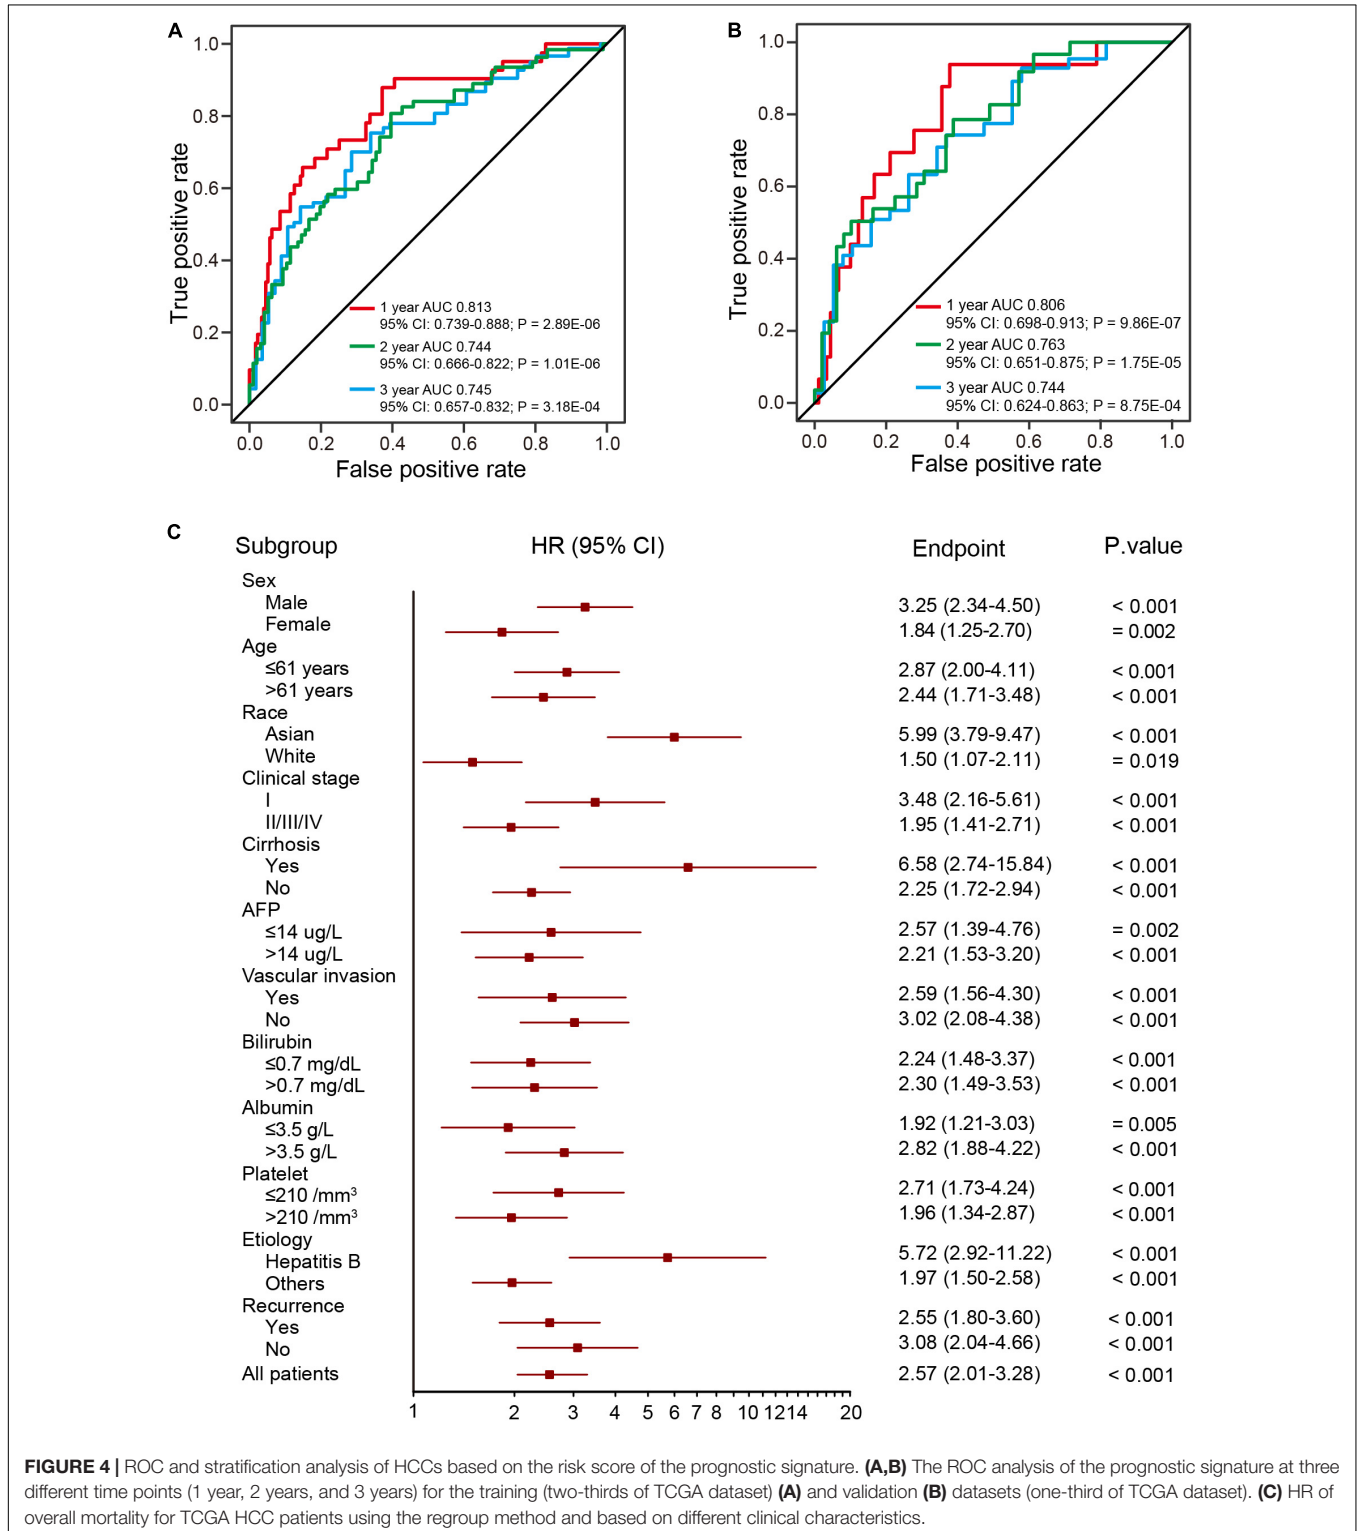 A
True positive rate
1.0
0.8
0.6
0.4
0.2
0.0
0.0 0.2 0.4 0.6 0.8 1.0
False positive rate
1 year AUC 0.813
95% CI: 0.739-0.888; P = 2.89E-06
2 year AUC 0.744
95% CI: 0.666-0.822; P = 1.01E-06
3 year AUC 0.745
95% CI: 0.657-0.832; P = 3.18E-04
B
True positive rate
1.0
0.8
0.6
0.4
0.2
0.0
0.0 0.2 0.4 0.6 0.8 1.0
False positive rate
1 year AUC 0.806
95% CI: 0.698-0.913; P = 9.86E-07
2 year AUC 0.763
95% CI: 0.651-0.875; P = 1.75E-05
3 year AUC 0.744
95% CI: 0.624-0.863; P = 8.75E-04
C
Subgroup HR (95% CI) Endpoint P.value
Sex
Male 3.25 (2.34-4.50) < 0.001
Female 1.84 (1.25-2.70) = 0.002
Age
≤61 years 2.87 (2.00-4.11) < 0.001
>61 years 2.44 (1.71-3.48) < 0.001
Race
Asian 5.99 (3.79-9.47) < 0.001
White 1.50 (1.07-2.11) = 0.019
Clinical stage
I 3.48 (2.16-5.61) < 0.001
II/III/IV 1.95 (1.41-2.71) < 0.001
Cirrhosis
Yes 6.58 (2.74-15.84) < 0.001
No 2.25 (1.72-2.94) < 0.001
AFP
≤14 ug/L 2.57 (1.39-4.76) = 0.002
>14 ug/L 2.21 (1.53-3.20) < 0.001
Vascular invasion
Yes 2.59 (1.56-4.30) < 0.001
No 3.02 (2.08-4.38) < 0.001
Bilirubin
≤0.7 mg/dL 2.24 (1.48-3.37) < 0.001
>0.7 mg/dL 2.30 (1.49-3.53) < 0.001
Albumin
≤3.5 g/L 1.92 (1.21-3.03) = 0.005
>3.5 g/L 2.82 (1.88-4.22) < 0.001
Platelet
≤210 /mm³ 2.71 (1.73-4.24) < 0.001
>210 /mm³ 1.96 (1.34-2.87) < 0.001
Etiology
Hepatitis B 5.72 (2.92-11.22) < 0.001
Others 1.97 (1.50-2.58) < 0.001
Recurrence
Yes 2.55 (1.80-3.60) < 0.001
No 3.08 (2.04-4.66) < 0.001
All patients 2.57 (2.01-3.28) < 0.001
1 2 3 4 5 6 7 8 10 12 14 20
FIGURE 4 | ROC and stratification analysis of HCCs based on the risk score of the prognostic signature. (A,B) The ROC analysis of the prognostic signature at three
different time points (1 year, 2 years, and 3 years) for the training (two-thirds of TCGA dataset) (A) and validation (B) datasets (one-third of TCGA dataset). (C) HR of
overall mortality for TCGA HCC patients using the regroup method and based on different clinical characteristics.